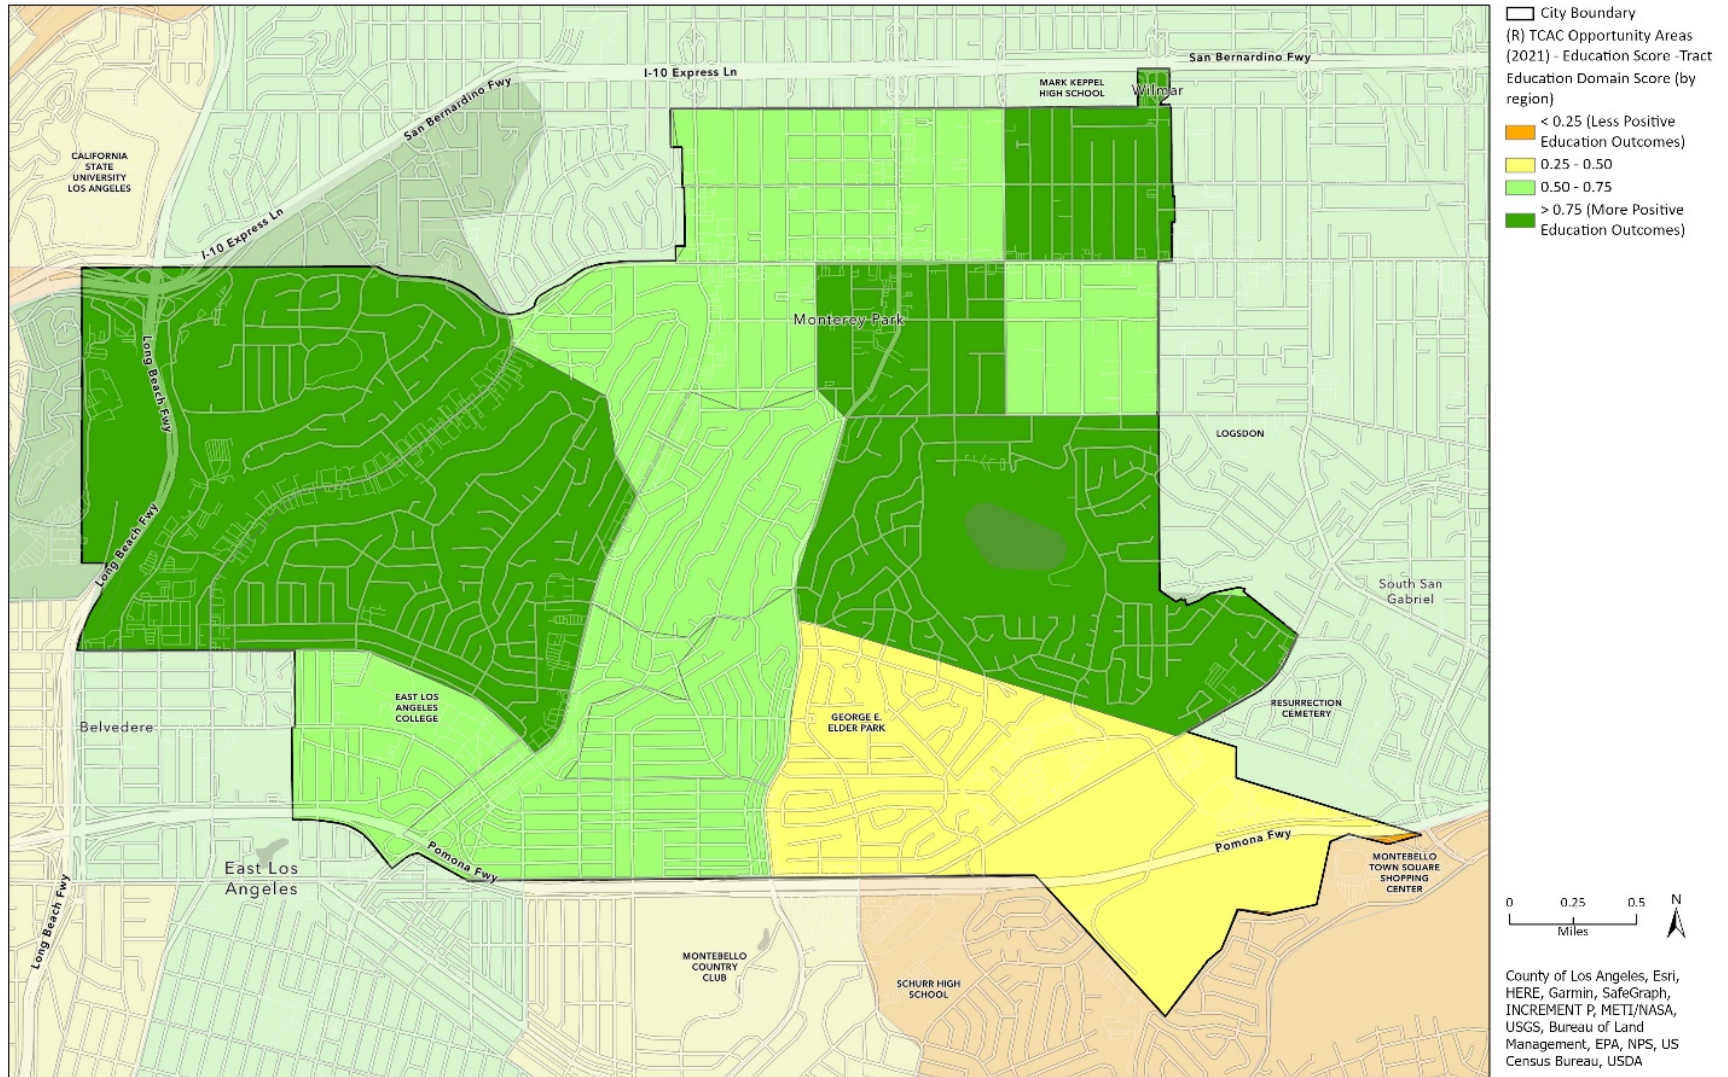 I-10 Express Ln
San Bernardino Fwy
MARK KEPPEL
HIGH SCHOOL
Wilmar
San Bernardino Fwy
CALIFORNIA
STATE
UNIVERSITY
LOS ANGELES
I-10 Express Ln
Long Beach Fwy
Monterey Park
LOGSDON
Long Beach Fwy
South San
Gabriel
EAST LOS
ANGELES
COLLEGE
Belvedere
GEORGE E.
ELDER PARK
RESURRECTION
CEMETERY
Pomona Fwy
Pomona Fwy
East Los
Angeles
MONTEBELLO
TOWN SQUARE
SHOPPING
CENTER
Long Beach Fwy
MONTEBELLO
COUNTRY
CLUB
SCHURR HIGH
SCHOOL
City Boundary
(R) TCAC Opportunity Areas
(2021) - Education Score -Tract
Education Domain Score (by
region)
< 0.25 (Less Positive
Education Outcomes)
0.25 - 0.50
0.50 - 0.75
> 0.75 (More Positive
Education Outcomes)
0 0.25 0.5
Miles
N
County of Los Angeles, Esri,
HERE, Garmin, SafeGraph,
INCREMENT P, METI/NASA,
USGS, Bureau of Land
Management, EPA, NPS, US
Census Bureau, USDA